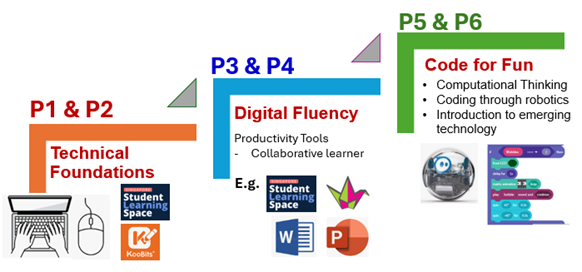 P1 & P2
Technical
Foundations
Student
Learning
Space
KooBits
P3 & P4
Digital Fluency
Productivity Tools
- Collaborative learner
E.g.
Student
Learning
Space
W
P
P5 & P6
Code for Fun
• Computational Thinking
• Coding through robotics
• Introduction to emerging
technology